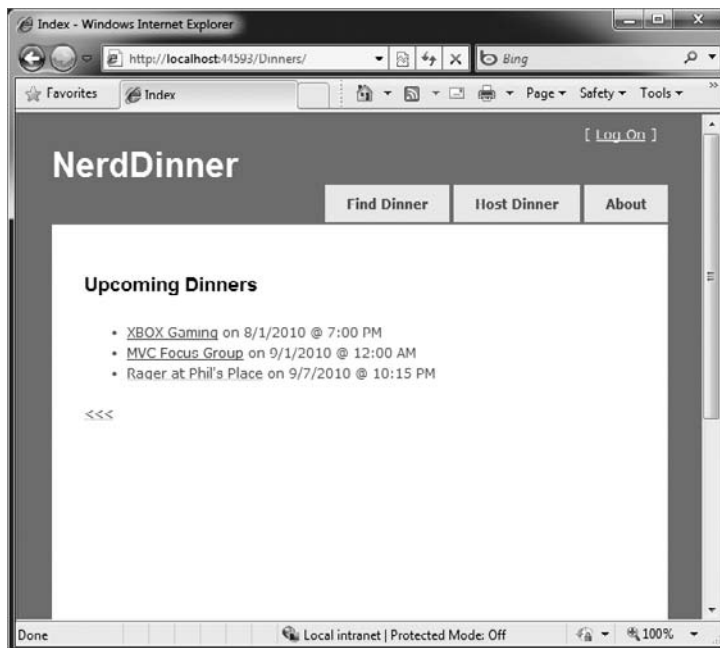 Index - Windows Internet Explorer
http://localhost:44593/Dinners/
Bing
Favorites
Index
Page
Safety
Tools
»
[ Log On ]
NerdDinner
Find Dinner
Host Dinner
About
Upcoming Dinners
• XBOX Gaming on 8/1/2010 @ 7:00 PM
• MVC Focus Group on 9/1/2010 @ 12:00 AM
• Rager at Phil's Place on 9/7/2010 @ 10:15 PM
<<<
Done
Local intranet | Protected Mode: Off
100%